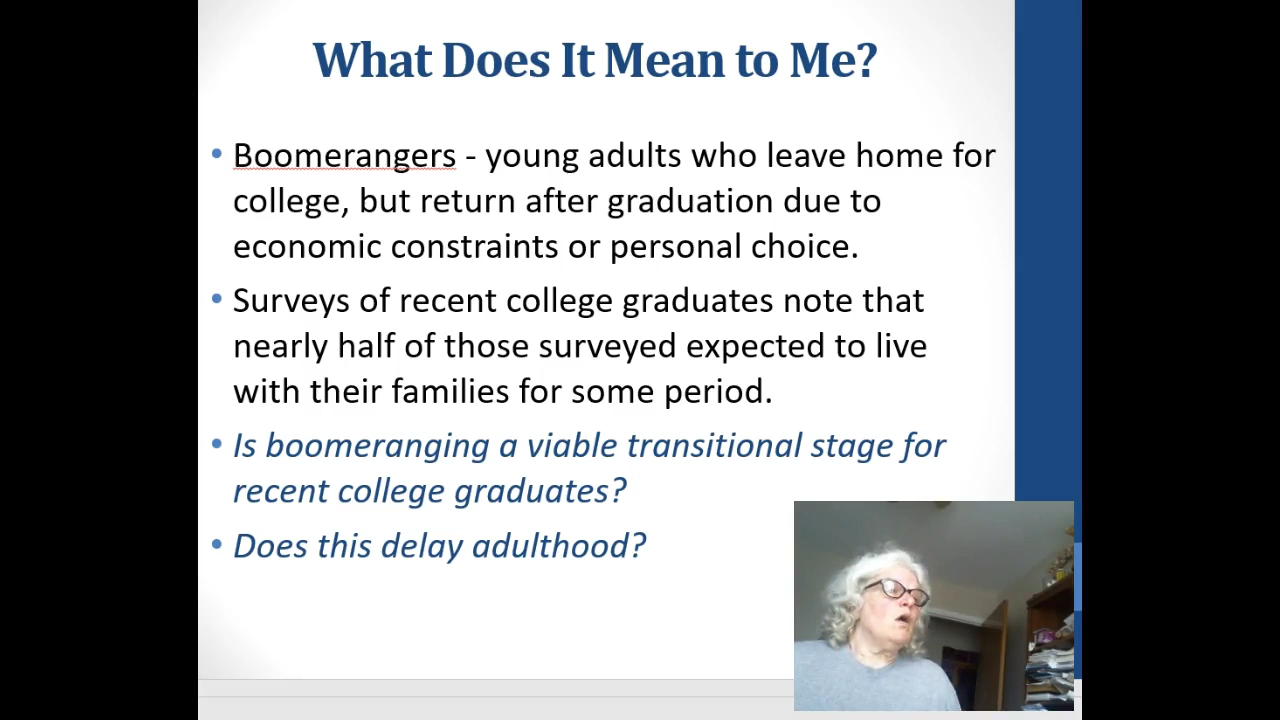 What Does It Mean to Me?
• Boomerangers - young adults who leave home for
college, but return after graduation due to
economic constraints or personal choice.
• Surveys of recent college graduates note that
nearly half of those surveyed expected to live
with their families for some period.
• Is boomeranging a viable transitional stage for
recent college graduates?
• Does this delay adulthood?